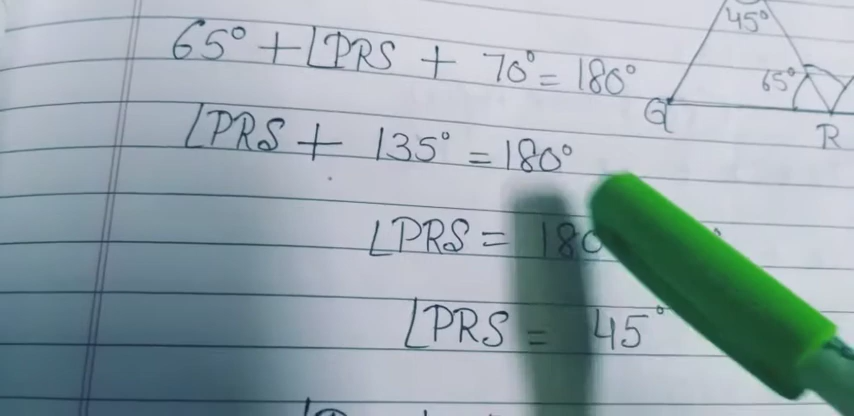 65° + ∠PRS + 70° = 180°
45°
65°
Q
R
∠PRS + 135° = 180°
∠PRS = 180
∠PRS = 45°